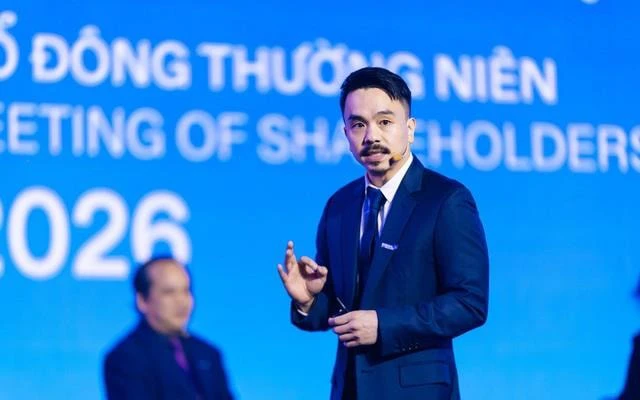 Ổ ĐÔNG THƯỜNG NIÊN
EETING OF SHAREHOLDERS
2026